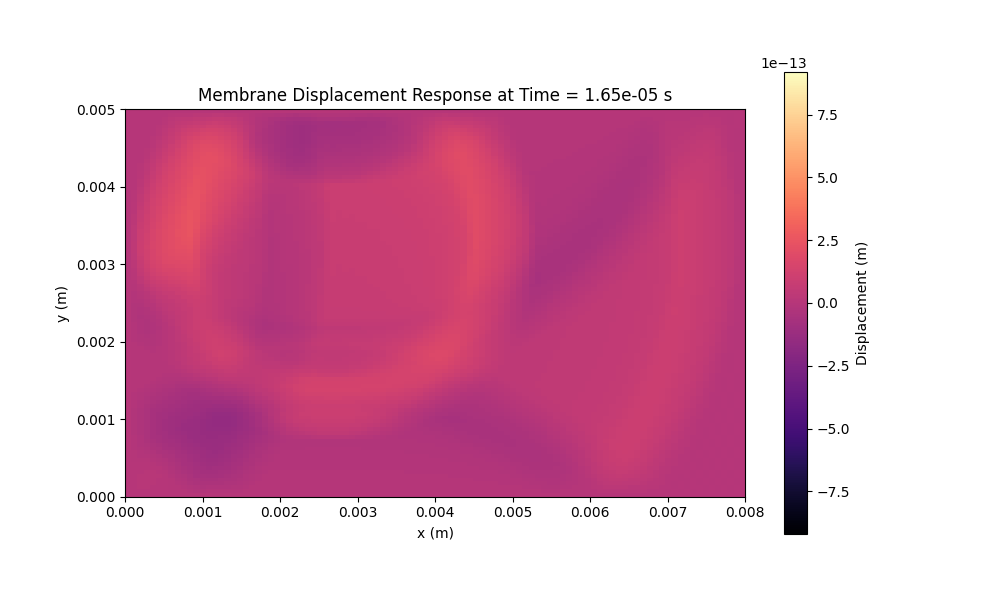 1e−13
Membrane Displacement Response at Time = 1.65e-05 s
0.005
0.004
0.003
0.002
0.001
0.000
y (m)
0.000 0.001 0.002 0.003 0.004 0.005 0.006 0.007 0.008
x (m)
7.5
5.0
2.5
0.0
−2.5
−5.0
−7.5
Displacement (m)